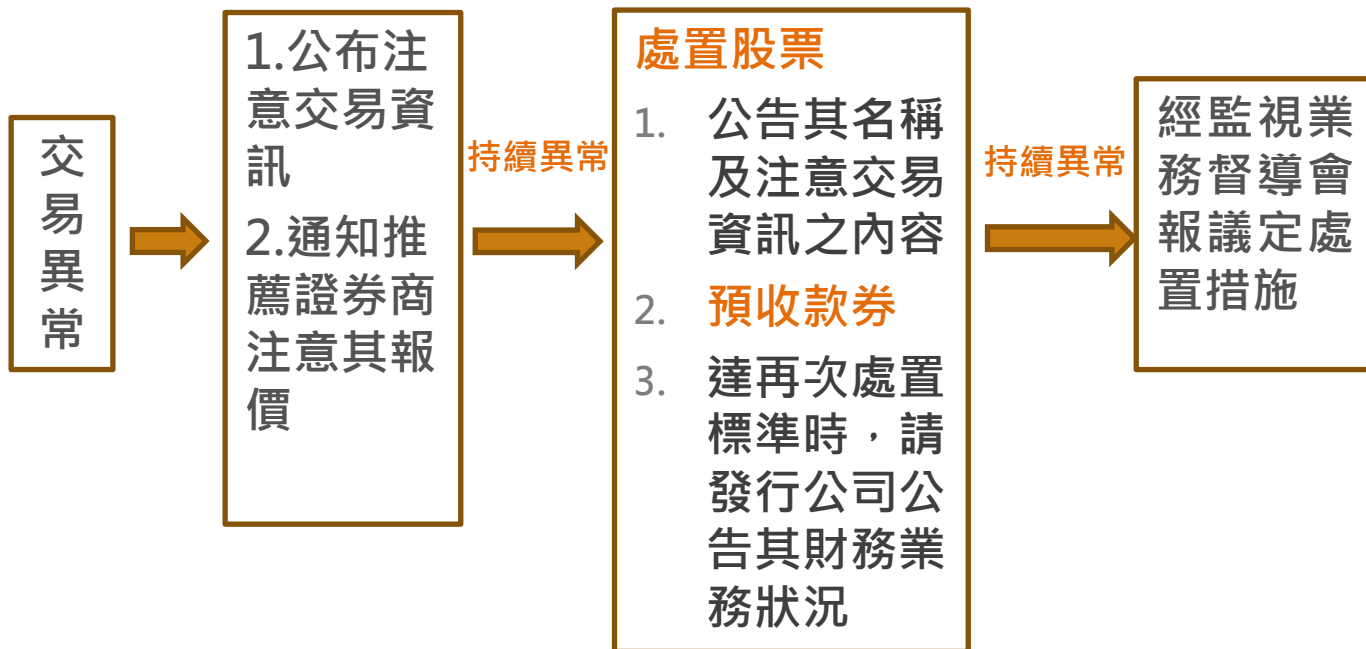 交
易
異
常
1.公布注
意交易資
訊
2.通知推
薦證券商
注意其報
價
持續異常
處置股票
1. 公告其名稱
及注意交易
資訊之內容
2. 預收款券
3. 達再次處置
標準時，請
發行公司公
告其財務業
務狀況
持續異常
經監視業
務督導會
報議定處
置措施